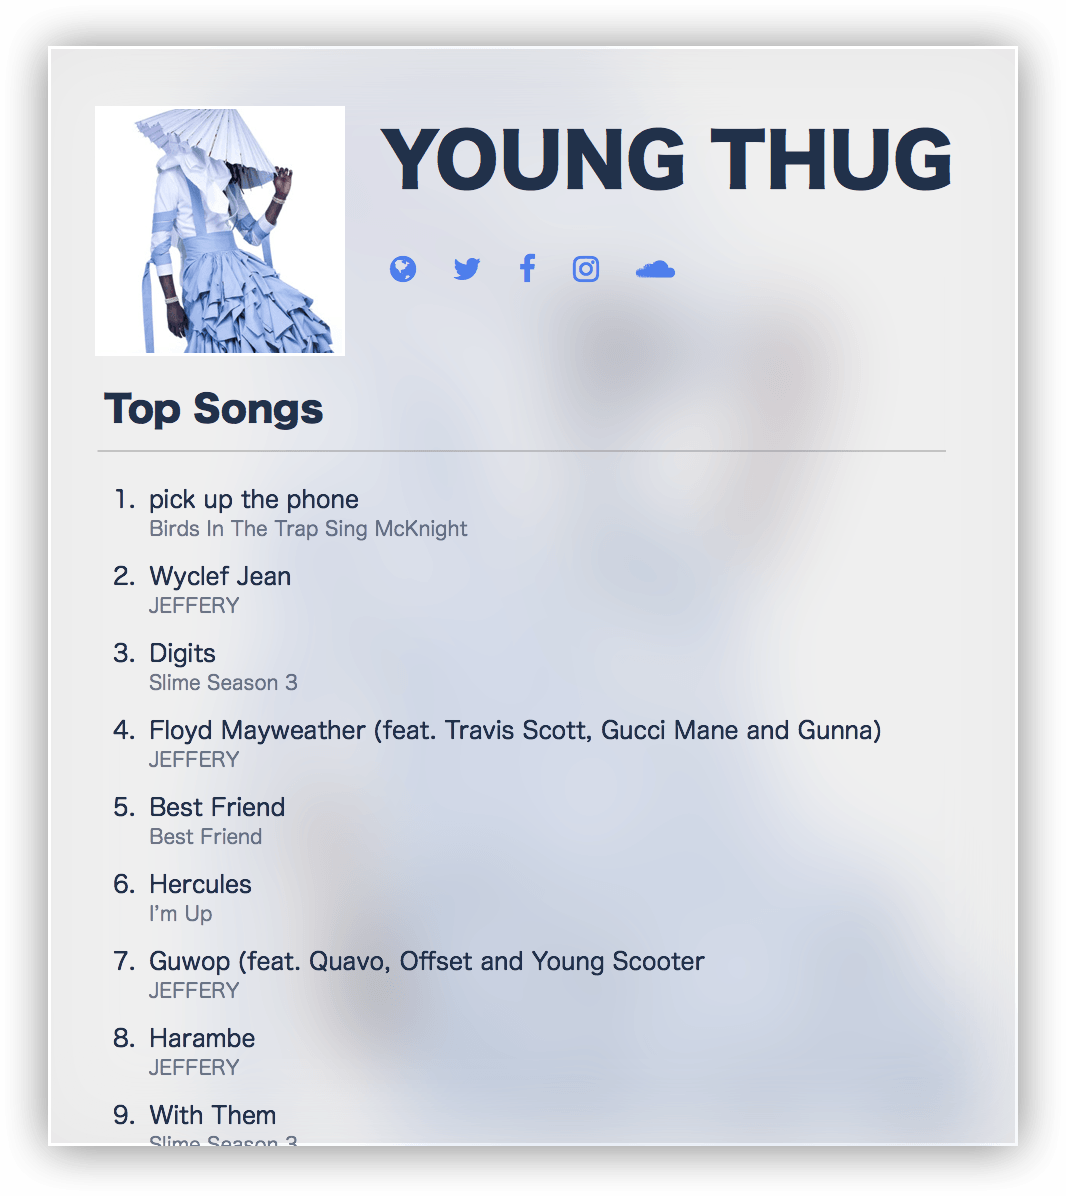 YOUNG THUG
Top Songs
1. pick up the phone
Birds In The Trap Sing McKnight
2. Wyclef Jean
JEFFERY
3. Digits
Slime Season 3
4. Floyd Mayweather (feat. Travis Scott, Gucci Mane and Gunna)
JEFFERY
5. Best Friend
Best Friend
6. Hercules
I'm Up
7. Guwop (feat. Quavo, Offset and Young Scooter
JEFFERY
8. Harambe
JEFFERY
9. With Them
Slime Season 3